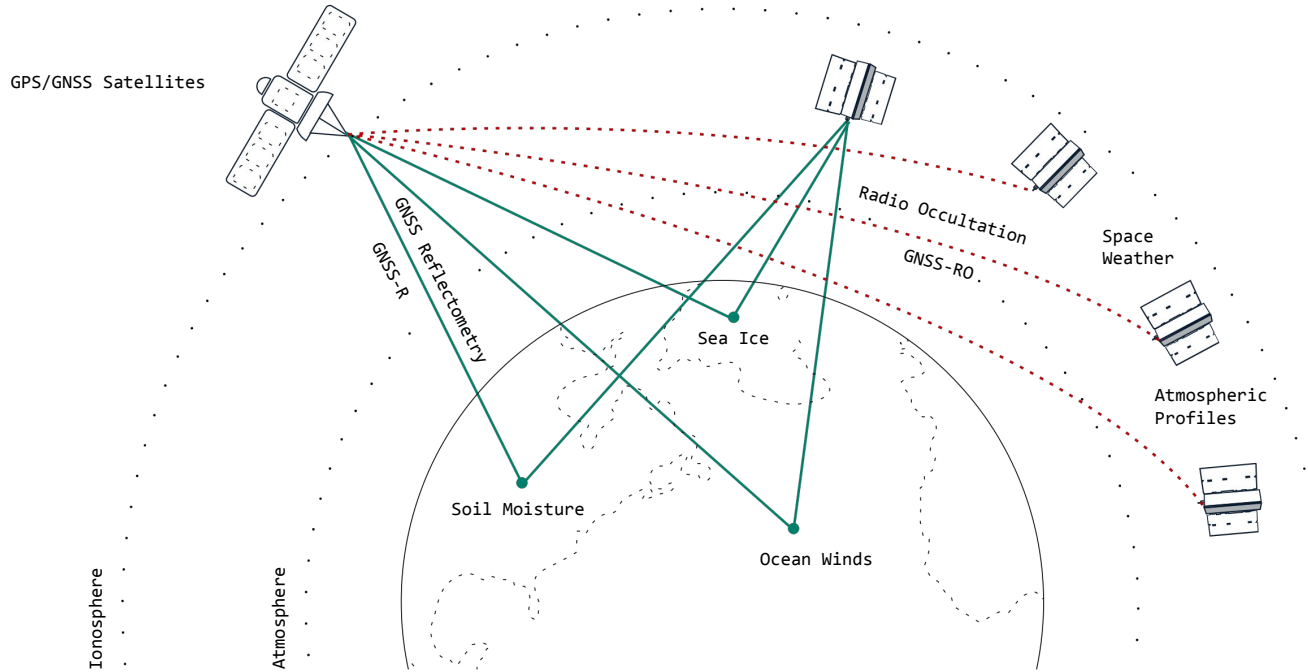 GPS/GNSS Satellites
GNSS Reflectometry
GNSS-R
Radio Occultation
GNSS-RO
Space
Weather
Sea Ice
Atmospheric
Profiles
Soil Moisture
Ocean Winds
Ionosphere
Atmosphere